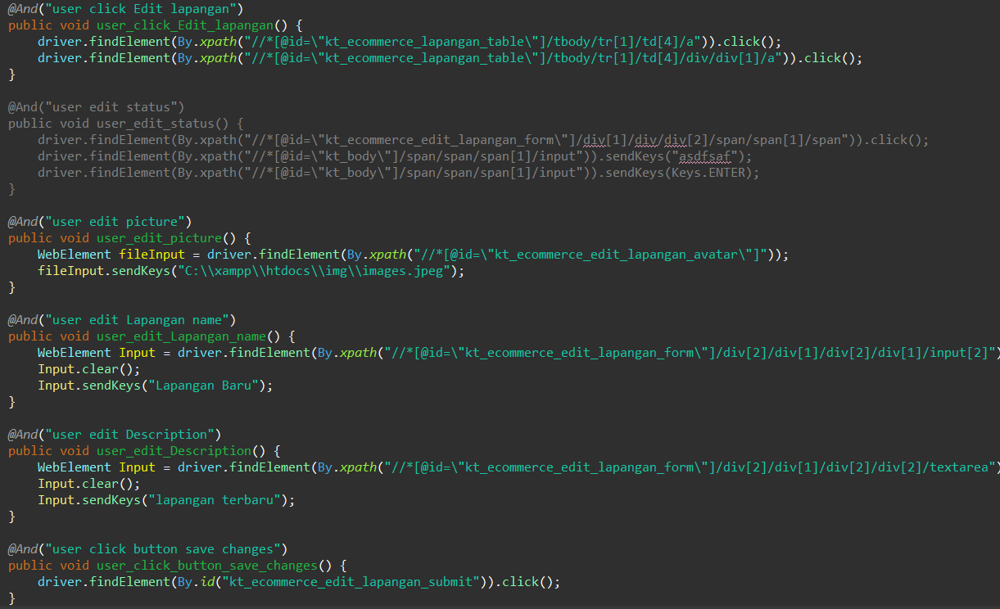 @And("user click Edit lapangan")
public void user_click_Edit_lapangan() {
    driver.findElement(By.xpath("//*[@id=\"kt_ecommerce_lapangan_table\"]/tbody/tr[1]/td[4]/a")).click();
    driver.findElement(By.xpath("//*[@id=\"kt_ecommerce_lapangan_table\"]/tbody/tr[1]/td[4]/div/div[1]/a")).click();
}
@And("user edit status")
public void user_edit_status() {
    driver.findElement(By.xpath("//*[@id=\"kt_ecommerce_edit_lapangan_form\"]/div[1]/div/div[2]/span/span[1]/span")).click();
    driver.findElement(By.xpath("//*[@id=\"kt_body\"]/span/span/span[1]/input")).sendKeys("asdfsaf");
    driver.findElement(By.xpath("//*[@id=\"kt_body\"]/span/span/span[1]/input")).sendKeys(Keys.ENTER);
}
@And("user edit picture")
public void user_edit_picture() {
    WebElement fileInput = driver.findElement(By.xpath("//*[@id=\"kt_ecommerce_edit_lapangan_avatar\"]"));
    fileInput.sendKeys("C:\\xampp\\htdocs\\img\\images.jpeg");
}
@And("user edit Lapangan name")
public void user_edit_Lapangan_name() {
    WebElement Input = driver.findElement(By.xpath("//*[@id=\"kt_ecommerce_edit_lapangan_form\"]/div[2]/div[1]/div[2]/div[1]/input[2]")
    Input.clear();
    Input.sendKeys("Lapangan Baru");
}
@And("user edit Description")
public void user_edit_Description() {
    WebElement Input = driver.findElement(By.xpath("//*[@id=\"kt_ecommerce_edit_lapangan_form\"]/div[2]/div[1]/div[2]/div[2]/textarea")
    Input.clear();
    Input.sendKeys("lapangan terbaru");
}
@And("user click button save changes")
public void user_click_button_save_changes() {
    driver.findElement(By.id("kt_ecommerce_edit_lapangan_submit")).click();
}